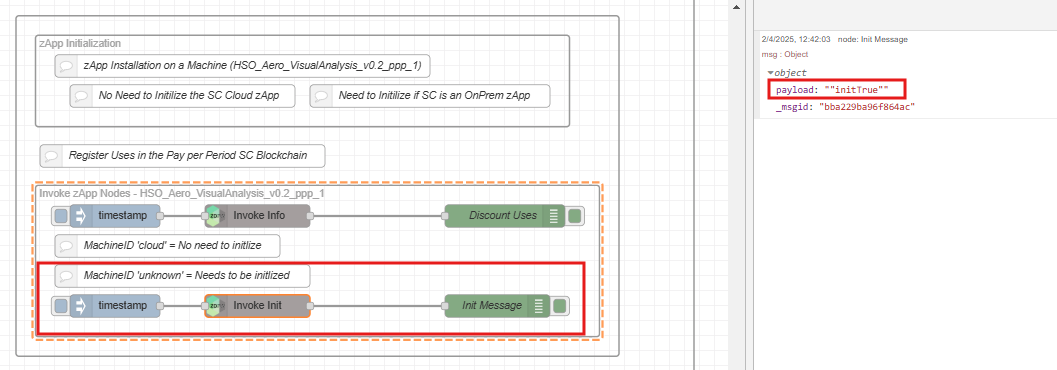 zApp Initialization
zApp Installation on a Machine (HSO_Aero_VisualAnalysis_v0.2_ppp_1)
No Need to Initilize the SC Cloud zApp
Need to Initilize if SC is an OnPrem zApp
Register Uses in the Pay per Period SC Blockchain
Invoke zApp Nodes - HSO_Aero_VisualAnalysis_v0.2_ppp_1
timestamp
Invoke Info
Discount Uses
MachineID 'cloud' = No need to initlize
MachineID 'unknown' = Needs to be initlized
timestamp
Invoke Init
Init Message
2/4/2025, 12:42:03 node: Init Message
msg : Object
object
payload: ""initTrue""
_msgid: "bba229ba96f864ac"